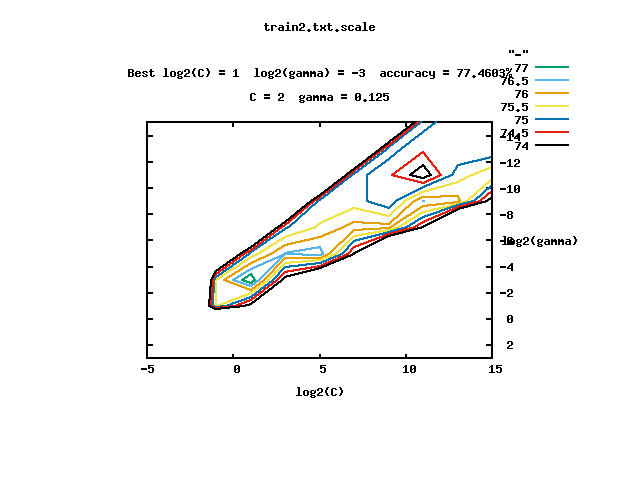 train2.txt.scale
"-"
Best log2(C) = 1 log2(gamma) = -3 accuracy = 77.4603%
77
76.5
C = 2 gamma = 0.125
76
75.5
75
74.5
74
-14
-12
-10
-8
-6
log2(gamma)
-4
-2
0
2
-5 0 5 10 15
log2(C)